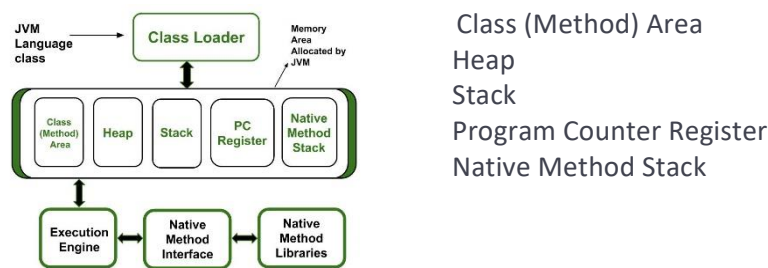 JVM
Language
class
Class Loader
Memory
Area
Allocated by
JVM
Class
(Method)
Area
Heap
Stack
PC
Register
Native
Method
Stack
Execution
Engine
Native
Method
Interface
Native
Method
Libraries
Class (Method) Area
Heap
Stack
Program Counter Register
Native Method Stack